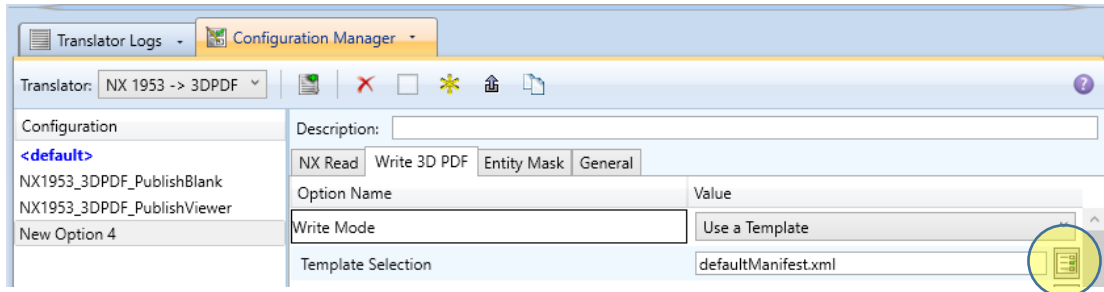 Translator Logs
Configuration Manager
Translator: NX 1953 -> 3DPDF
?
Configuration
<default>
NX1953_3DPDF_PublishBlank
NX1953_3DPDF_PublishViewer
New Option 4
Description:
NX Read Write 3D PDF Entity Mask General
Option Name Value
Write Mode Use a Template
Template Selection defaultManifest.xml